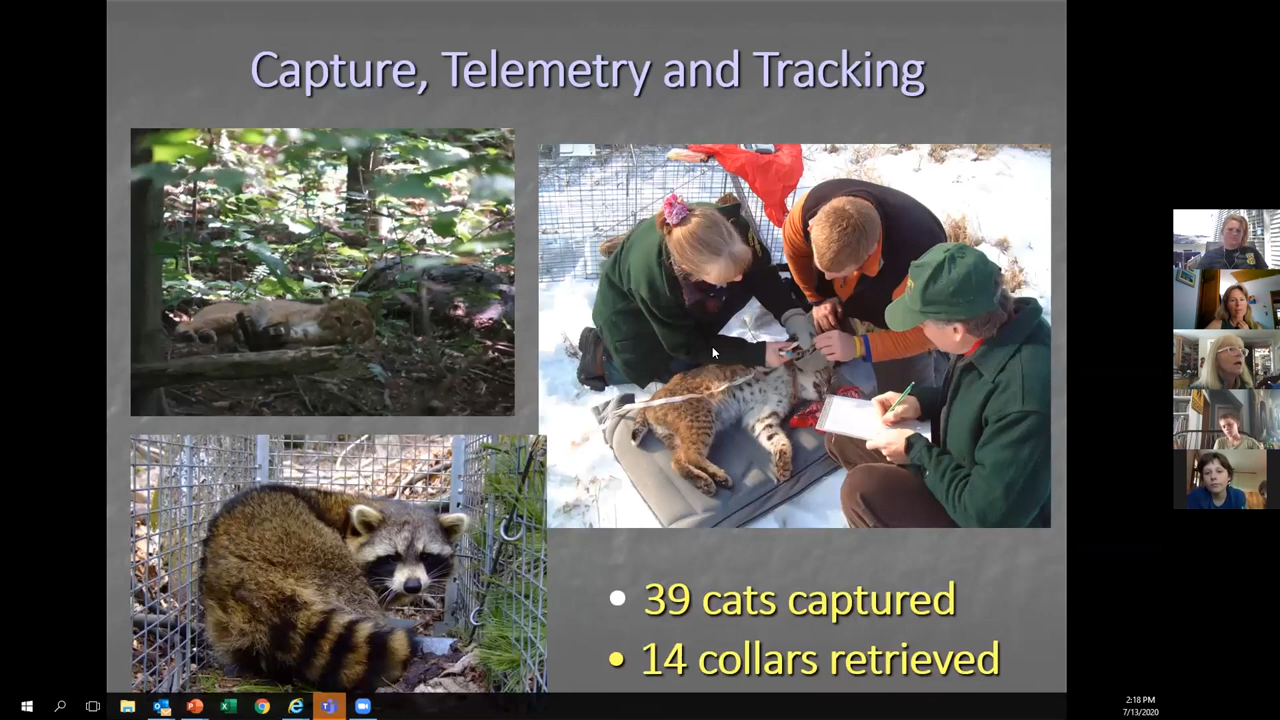 Capture, Telemetry and Tracking
• 39 cats captured
• 14 collars retrieved
2:18 PM
7/13/2020